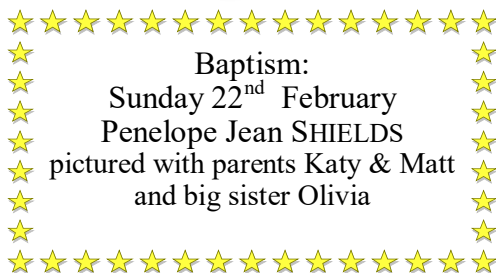 Baptism:
Sunday 22nd February
Penelope Jean SHIELDS
pictured with parents Katy & Matt
and big sister Olivia